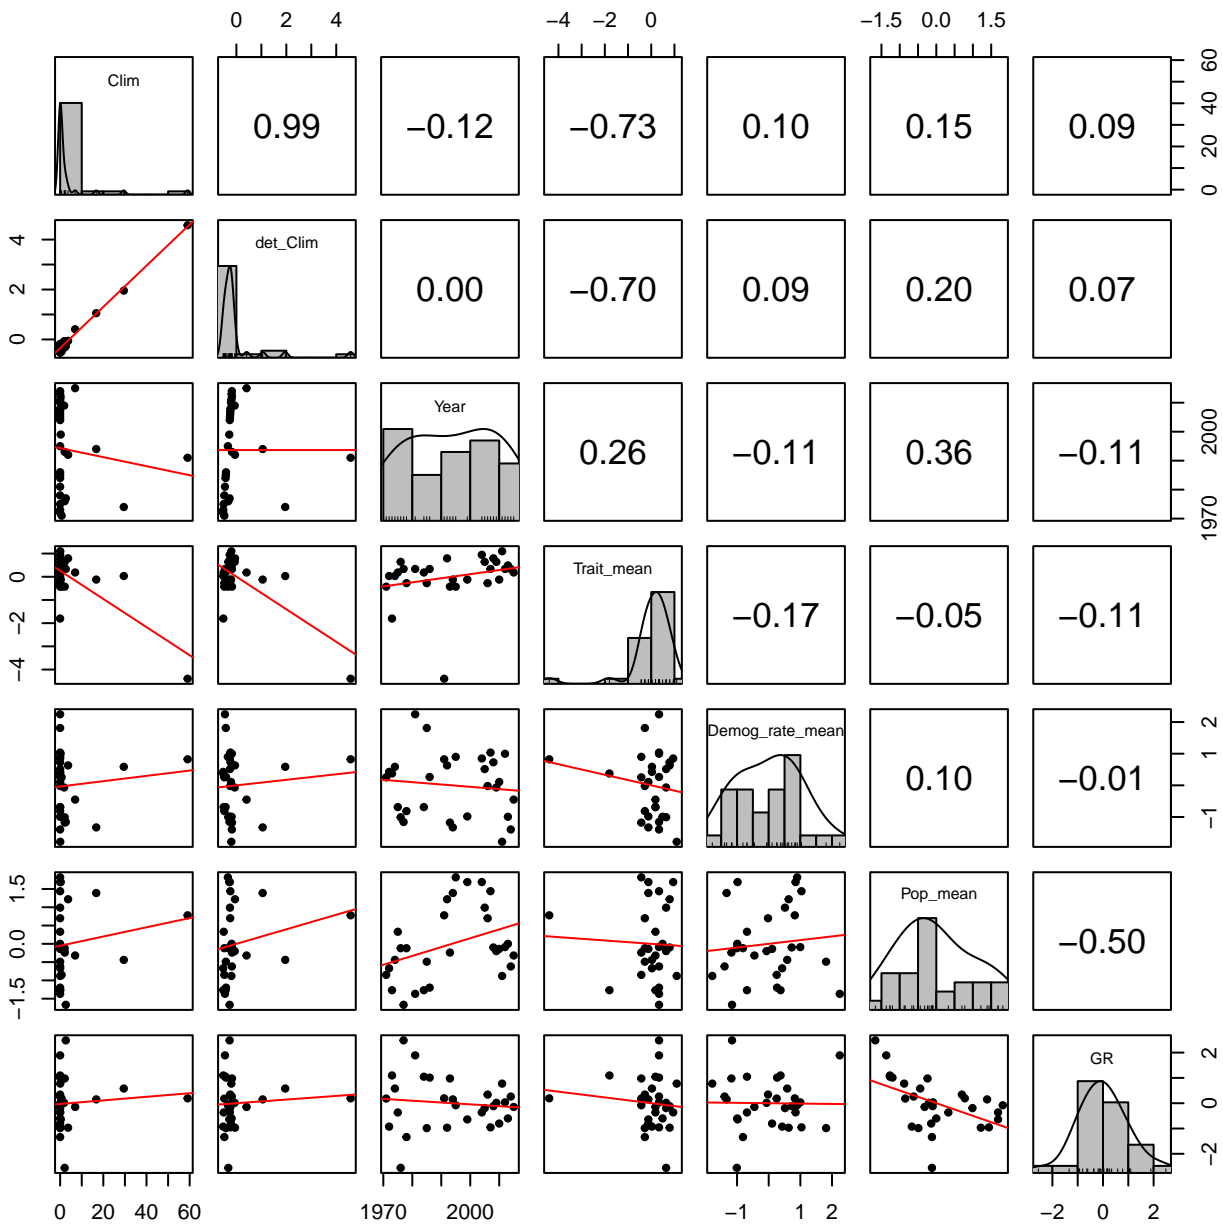 0 2 4 −4 −2 0 −1.5 0.0 1.5
Clim 0.99 −0.12 −0.73 0.10 0.15 0.09 0 20 40 60
0 2 4 det_Clim 0.00 −0.70 0.09 0.20 0.07
Year 0.26 −0.11 0.36 −0.11 1970 2000
−4 −2 0 Trait_mean −0.17 −0.05 −0.11
Demog_rate_mean 0.10 −0.01 −1 1 2
−1.5 0.0 1.5 Pop_mean −0.50
GR −2 0 2
0 20 40 60 1970 2000 −1 1 2 −2 0 2